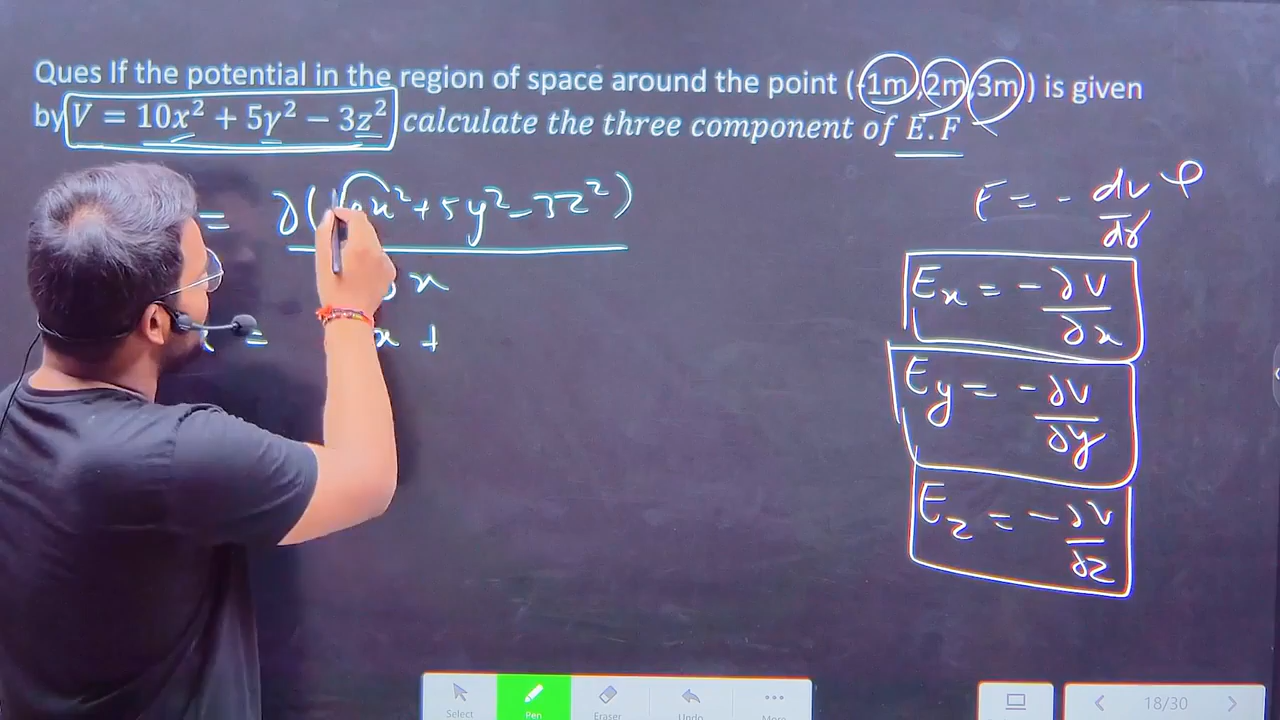 Ques If the potential in the region of space around the point (-1m ,2m,3m) is given
by V = 10x² + 5y² − 3z² calculate the three component of E.F
= ∂(10x²+5y²-3z²)
x
= x +
E = - dv/dr
Ex = - ∂V/∂x
Ey = - ∂V/∂y
Ez = - ∂V/∂z
Select Pen Eraser Undo More
18/30